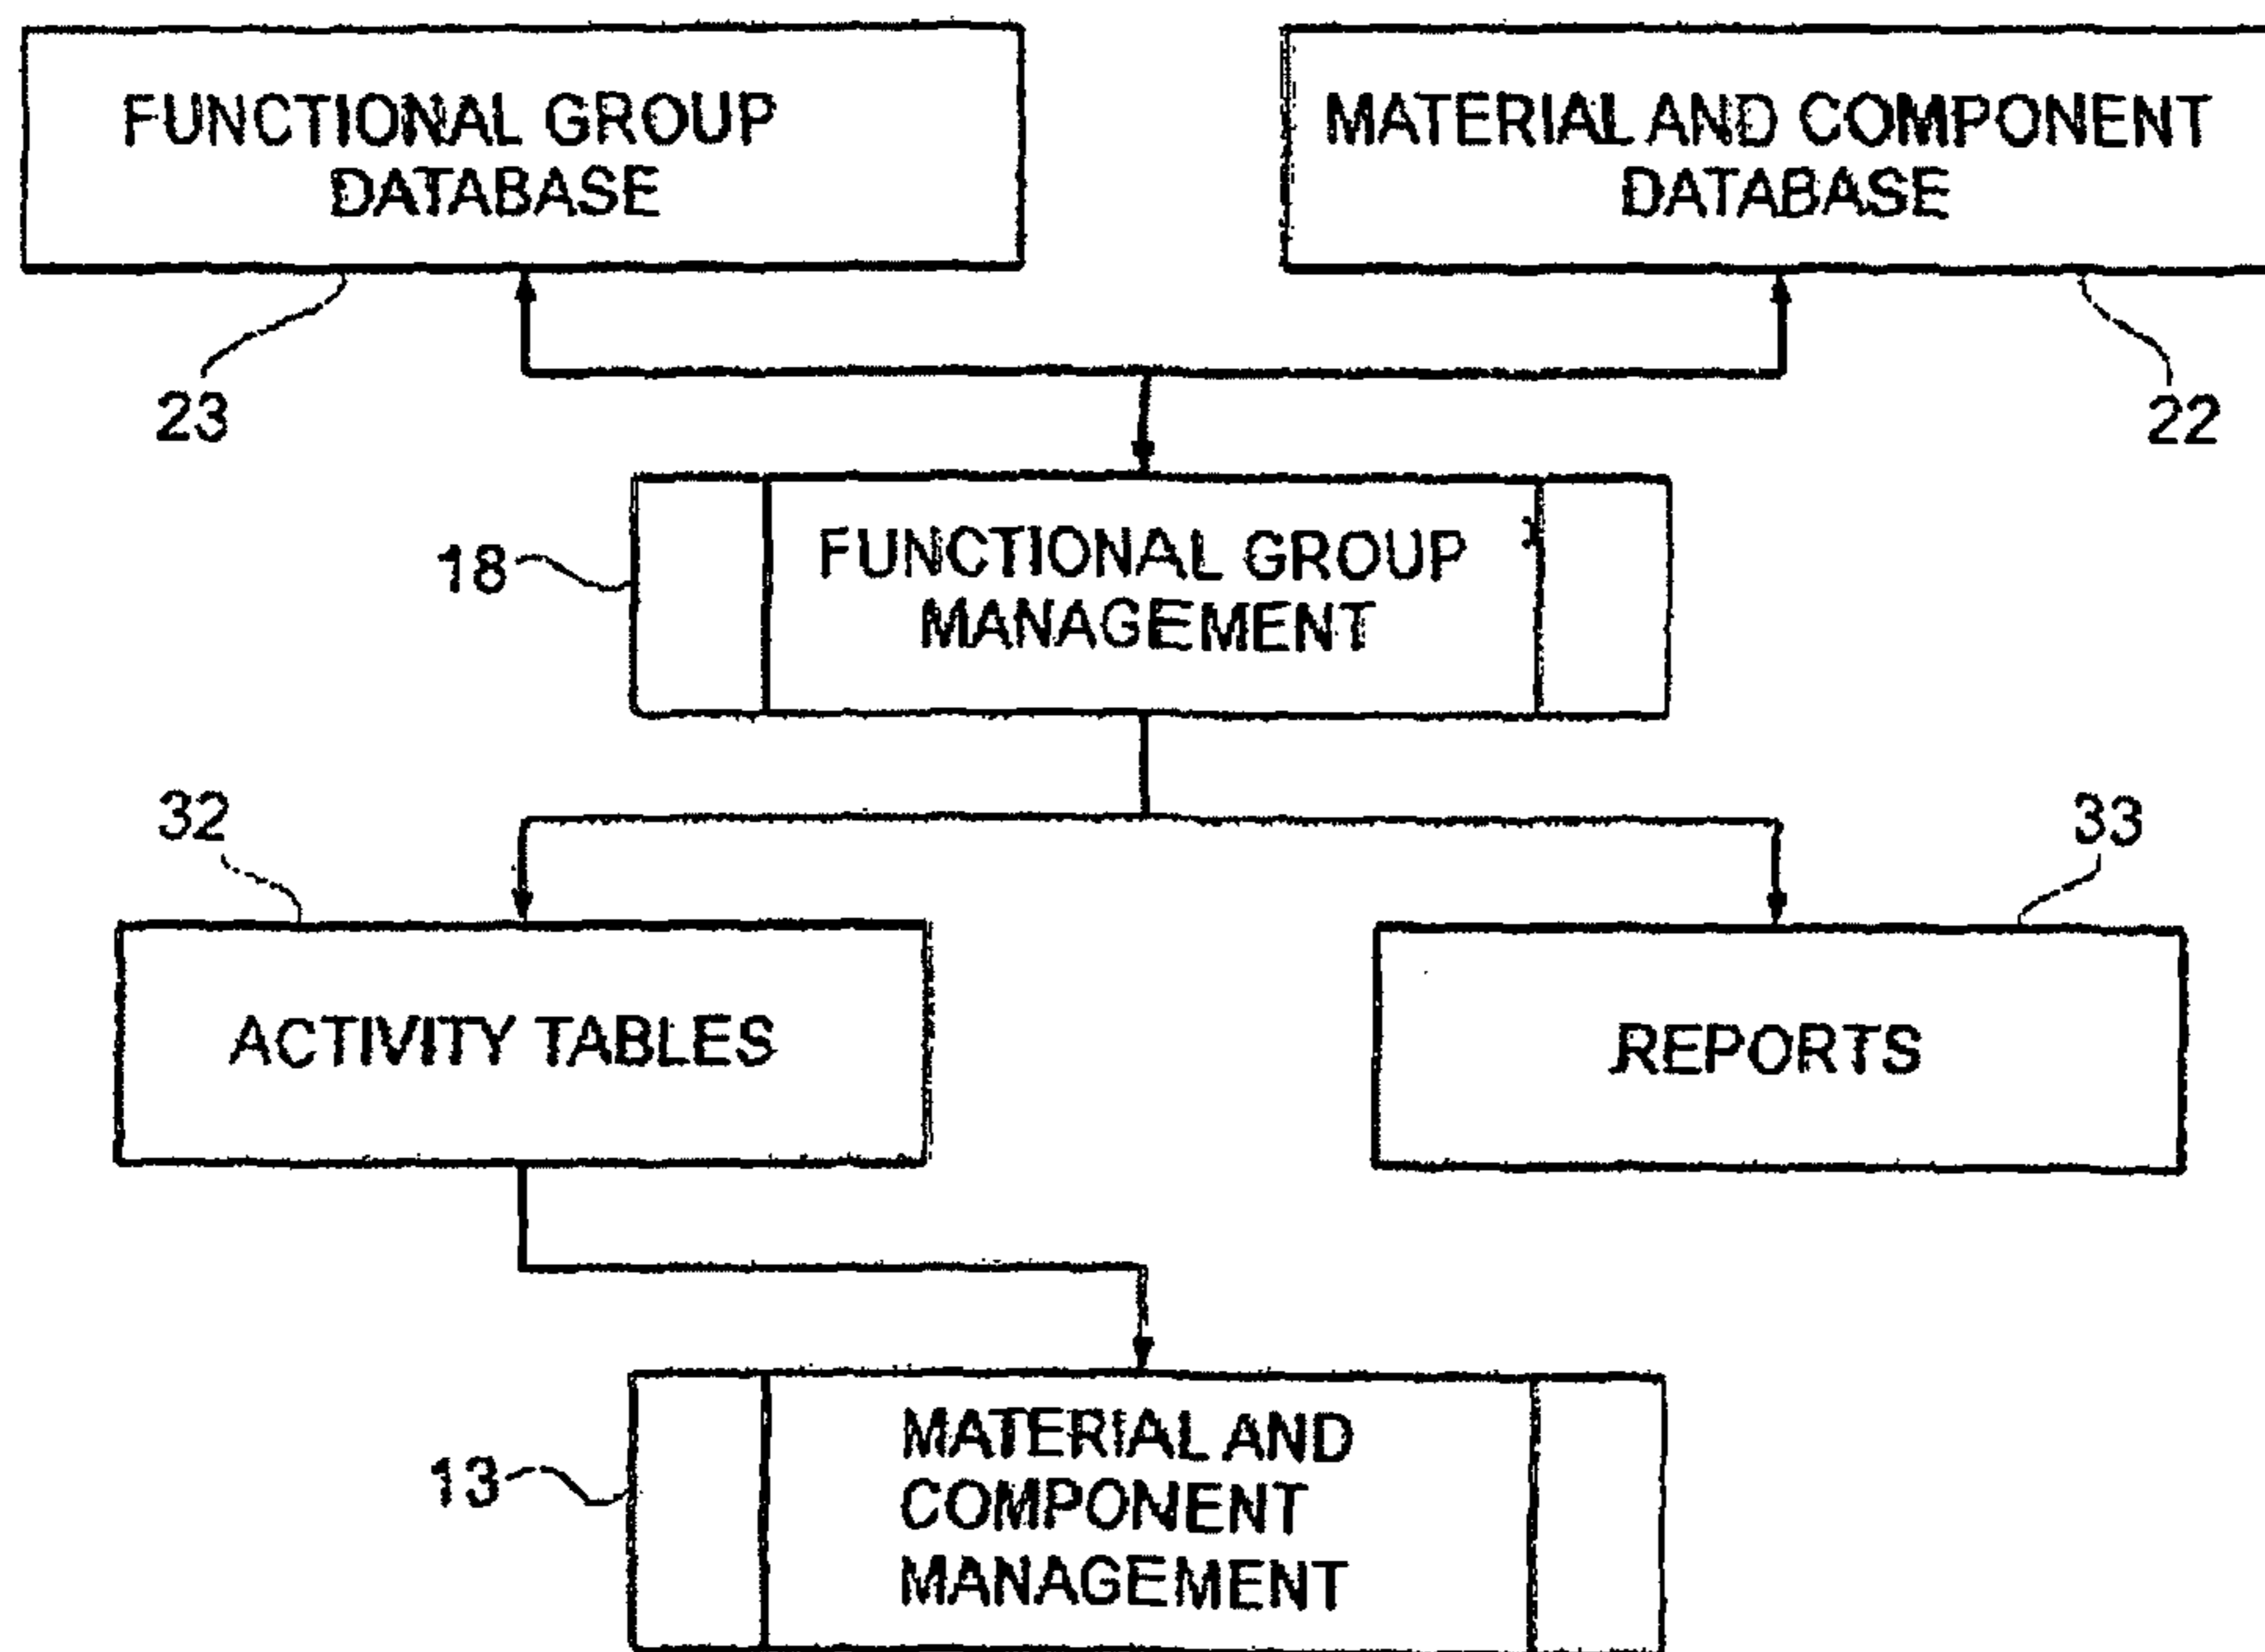 FUNCTIONAL GROUP
DATABASE
MATERIAL AND COMPONENT
DATABASE
23
22
18
FUNCTIONAL GROUP
MANAGEMENT
32
33
ACTIVITY TABLES
REPORTS
13
MATERIAL AND
COMPONENT
MANAGEMENT